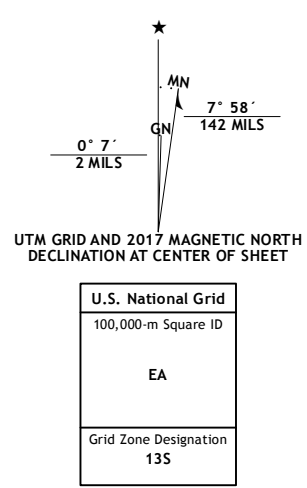 ★
MN
7° 58´
142 MILS
GN
0° 7´
2 MILS
UTM GRID AND 2017 MAGNETIC NORTH
DECLINATION AT CENTER OF SHEET
U.S. National Grid
100,000-m Square ID
EA
Grid Zone Designation
13S